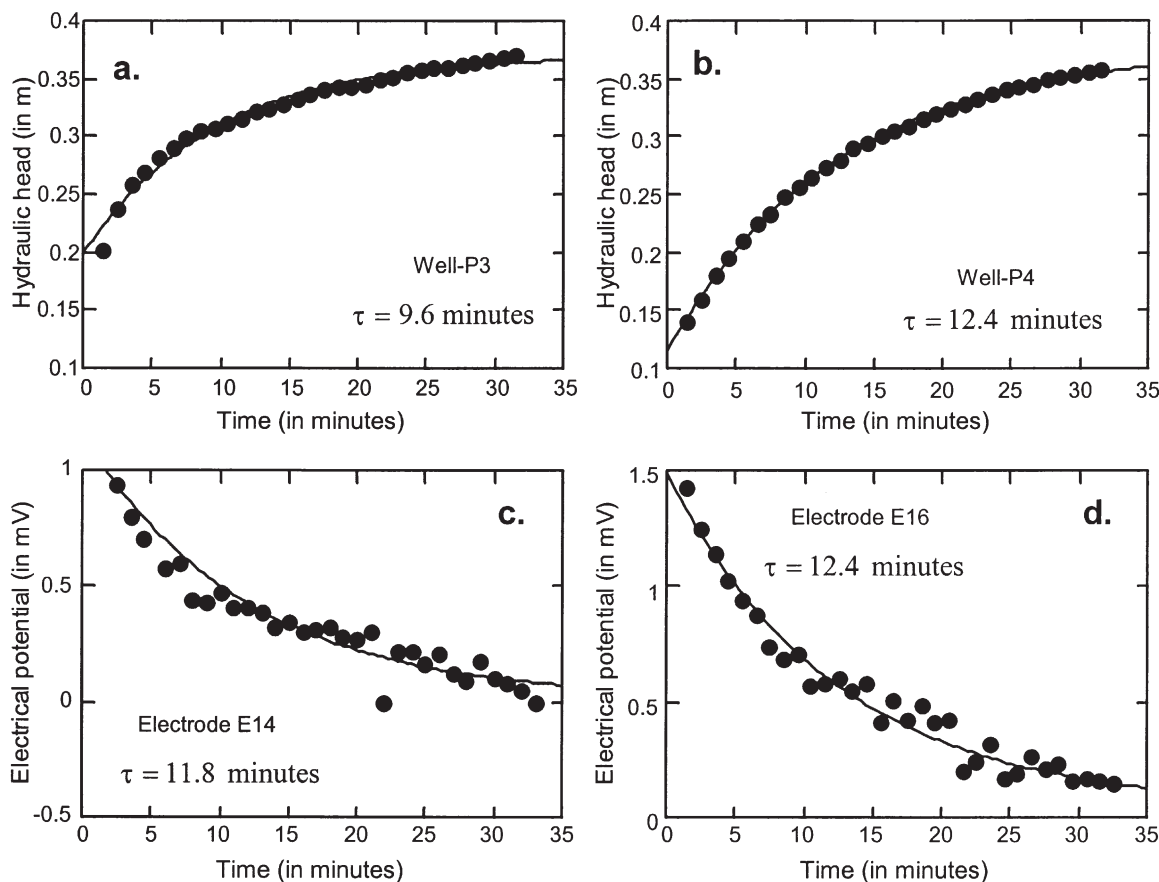 a.
Hydraulic head (in m)
0.4
0.35
0.3
0.25
0.2
0.15
0.1
Well-P3
τ = 9.6 minutes
0 5 10 15 20 25 30 35
Time (in minutes)
b.
Hydraulic head (in m)
0.4
0.35
0.3
0.25
0.2
0.15
0.1
Well-P4
τ = 12.4 minutes
0 5 10 15 20 25 30 35
Time (in minutes)
c.
Electrical potential (in mV)
1
0.5
0
-0.5
Electrode E14
τ = 11.8 minutes
0 5 10 15 20 25 30 35
Time (in minutes)
d.
Electrical potential (in mV)
1.5
1
0.5
0
Electrode E16
τ = 12.4 minutes
0 5 10 15 20 25 30 35
Time (in minutes)